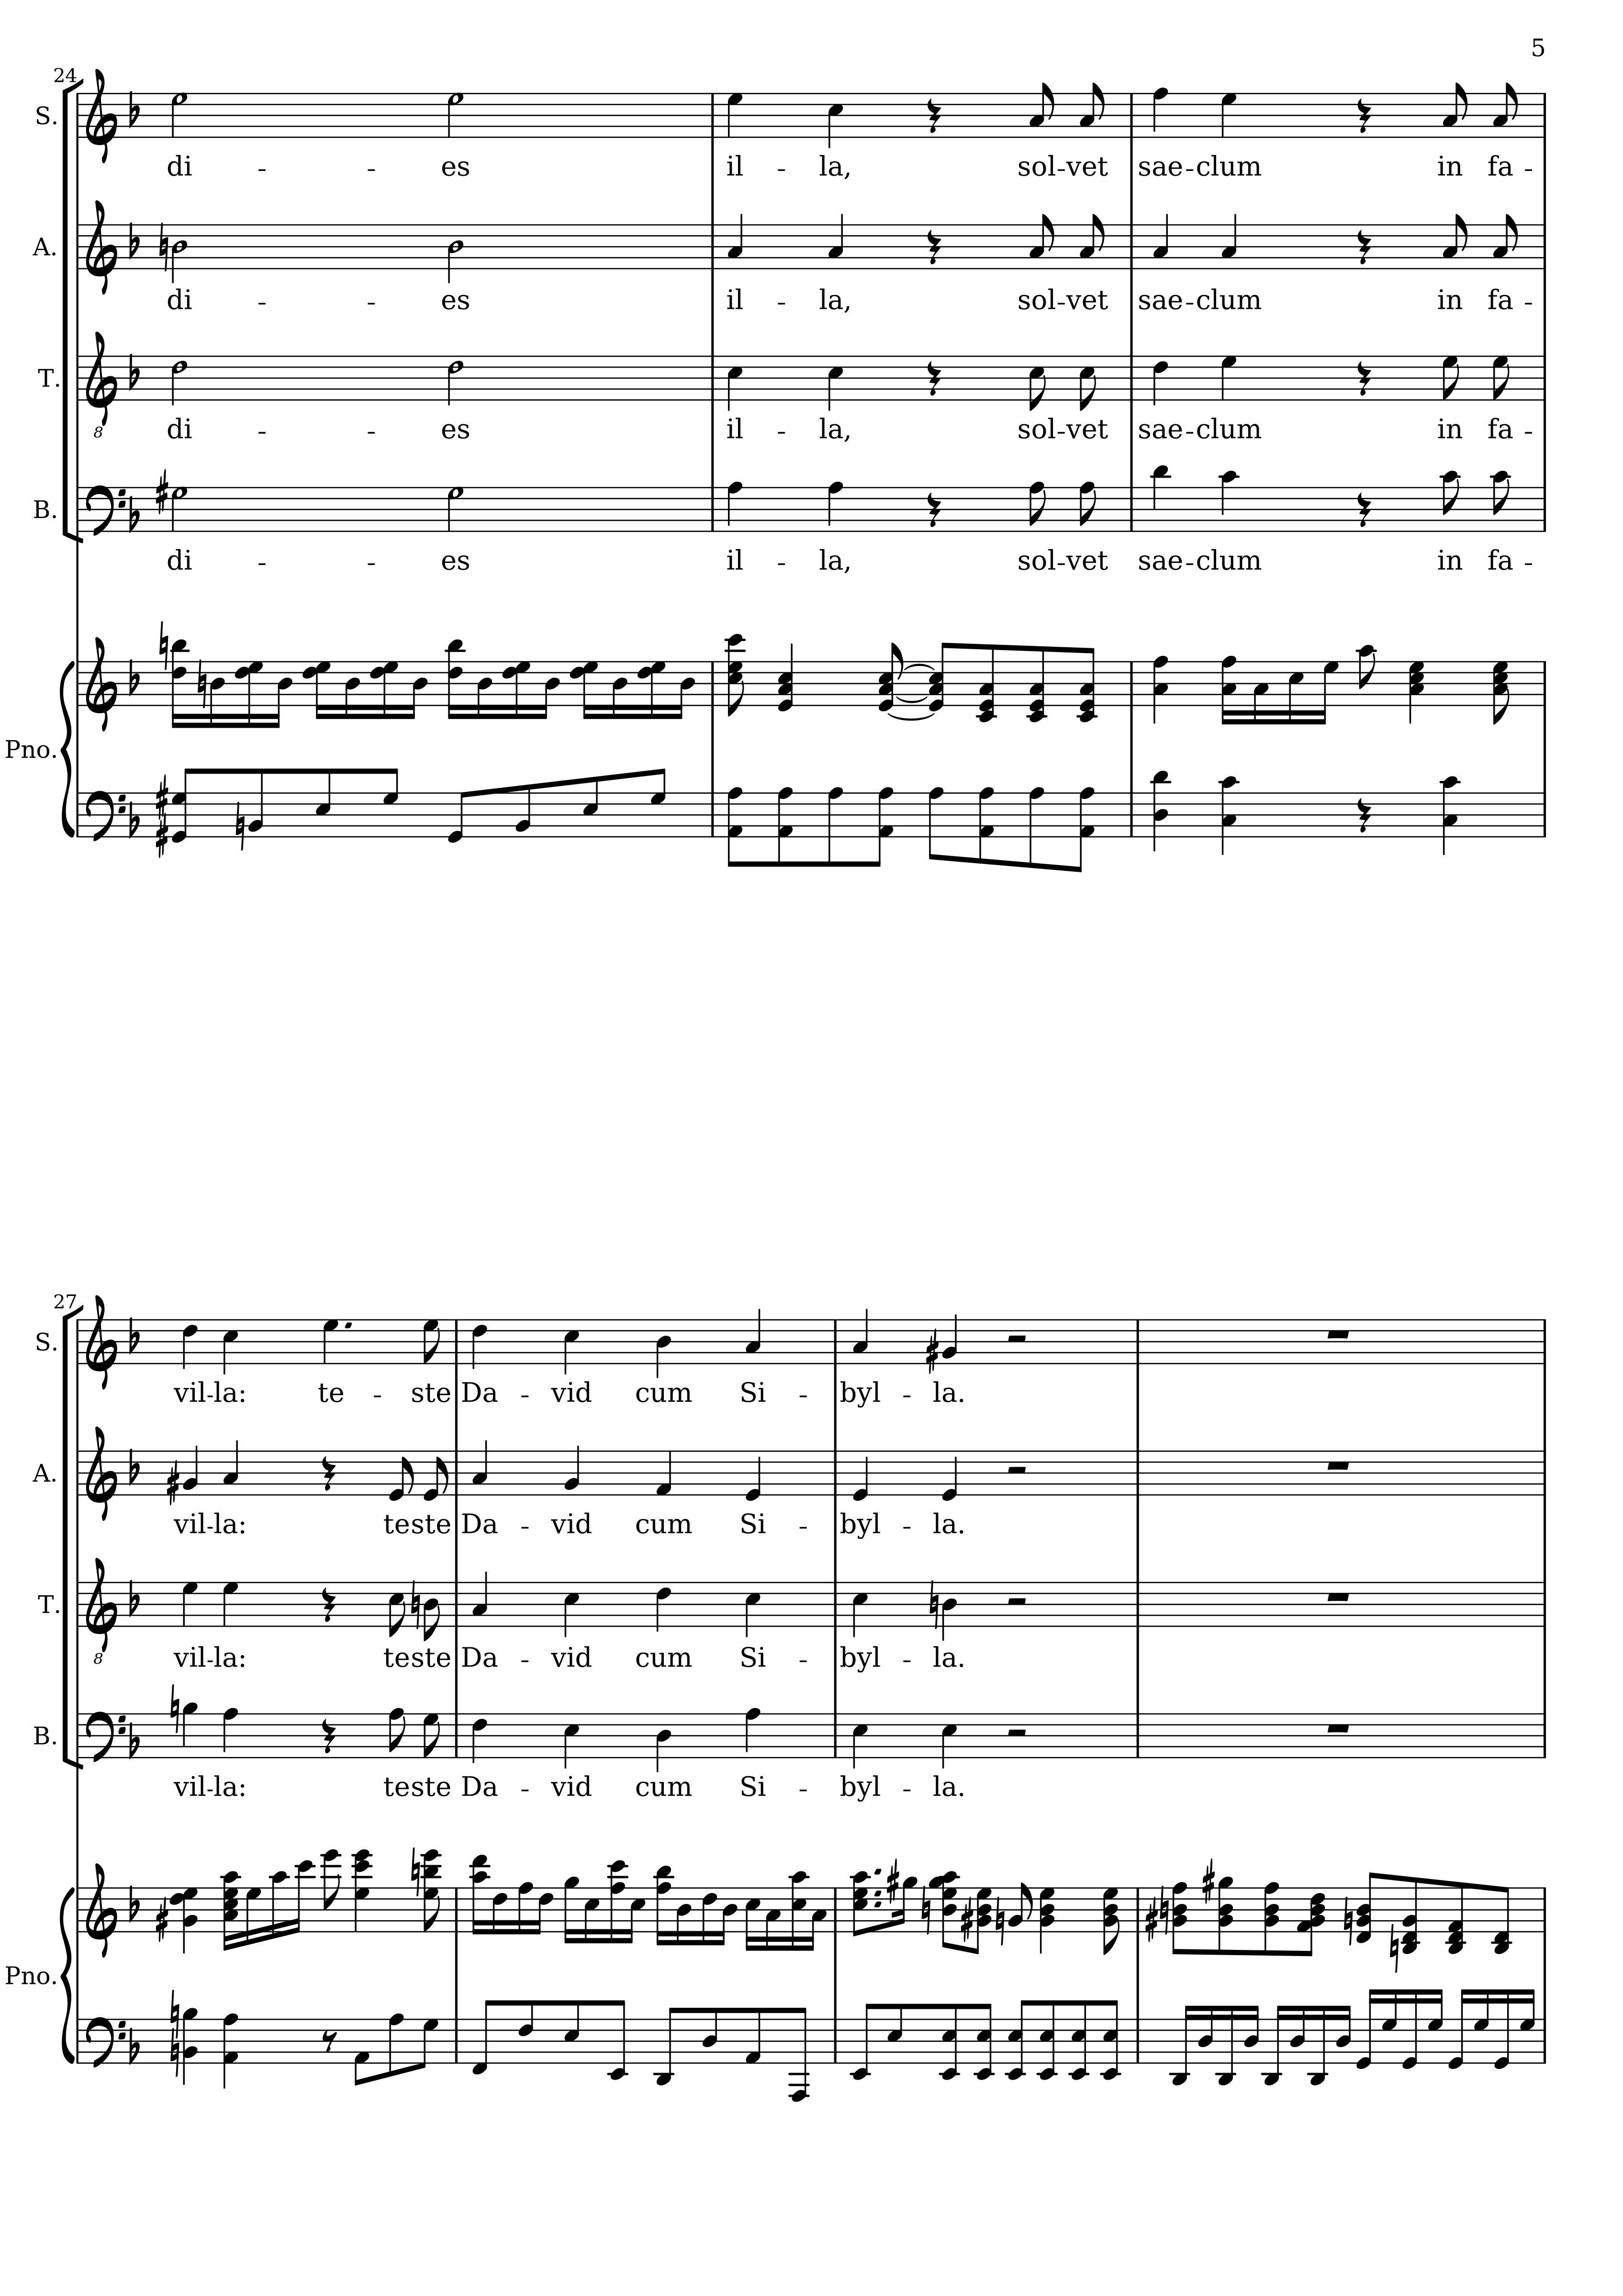 5
24
S.
di - - es il - la, sol-vet sae-clum in fa -
A.
di - - es il - la, sol-vet sae-clum in fa -
T.
8
di - - es il - la, sol-vet sae-clum in fa -
B.
di - - es il - la, sol-vet sae-clum in fa -
Pno.
27
S.
vil-la: te - ste Da - vid cum Si - byl - la.
A.
vil-la: teste Da - vid cum Si - byl - la.
T.
8
vil-la: teste Da - vid cum Si - byl - la.
B.
vil-la: teste Da - vid cum Si - byl - la.
Pno.